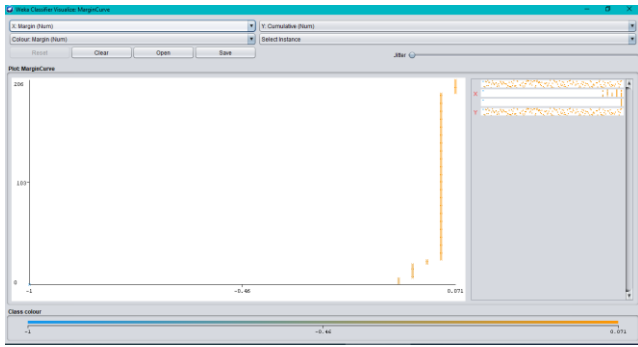 Weka Classifier Visualize: MarginCurve
X: Margin (Num) Y: Cumulative (Num)
Colour: Margin (Num) Select Instance
Reset Clear Open Save Jitter
Plot: MarginCurve
206
103
0
-1 -0.46 0.071
X
Y
Class colour
-1 -0.46 0.071